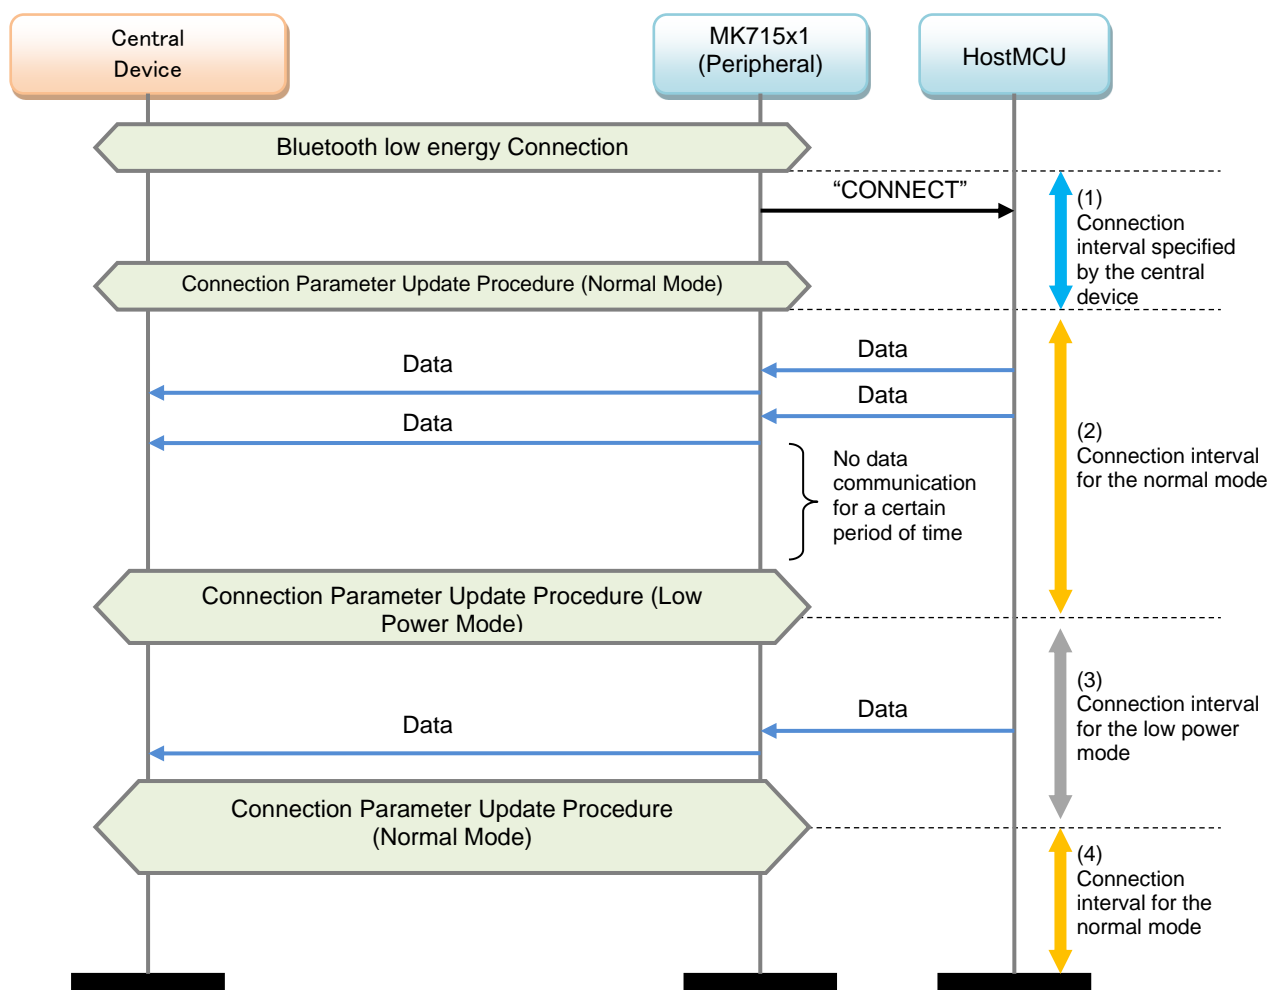 Central
Device
MK715x1
(Peripheral)
HostMCU
Bluetooth low energy Connection
“CONNECT”
(1)
Connection
interval specified
by the central
device
Connection Parameter Update Procedure (Normal Mode)
Data
Data
Data
Data
(2)
Connection interval
for the normal mode
No data
communication
for a certain
period of time
Connection Parameter Update Procedure (Low
Power Mode)
(3)
Connection interval
for the low power
mode
Data
Data
Connection Parameter Update Procedure
(Normal Mode)
(4)
Connection
interval for the
normal mode